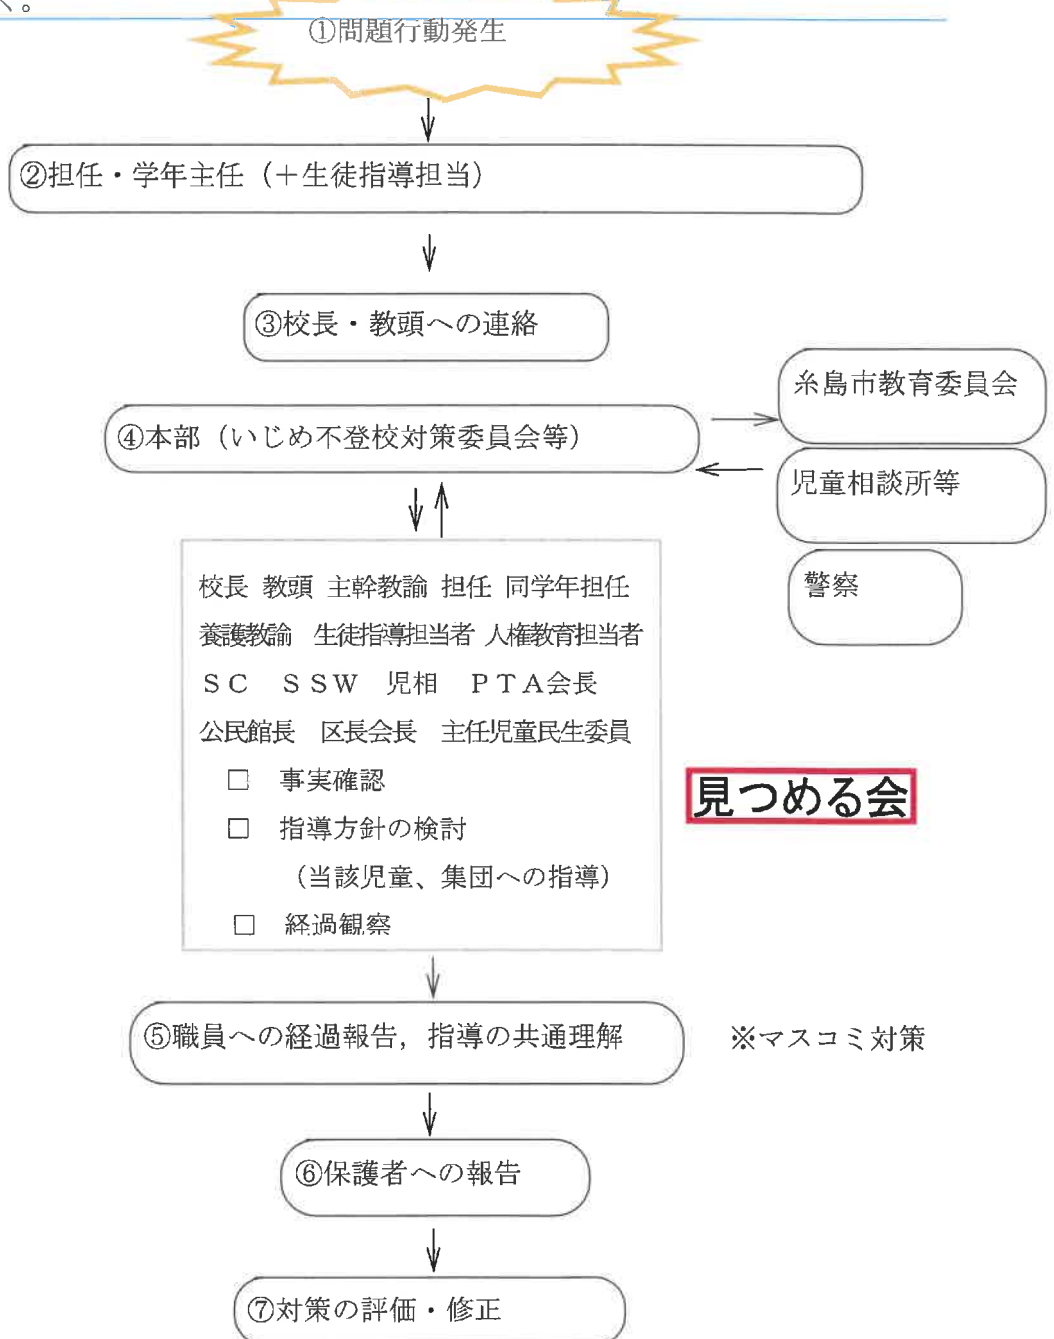 く。
①問題行動発生
②担任・学年主任（＋生徒指導担当）
③校長・教頭への連絡
糸島市教育委員会
④本部（いじめ不登校対策委員会等）
児童相談所等
警察
校長 教頭 主幹教諭 担任 同学年担任
養護教諭 生徒指導担当者 人権教育担当者
ＳＣ ＳＳＷ 児相 ＰＴＡ会長
公民館長 区長会長 主任児童民生委員
□ 事実確認
見つめる会
□ 指導方針の検討
（当該児童、集団への指導）
□ 経過観察
⑤職員への経過報告，指導の共通理解
※マスコミ対策
⑥保護者への報告
⑦対策の評価・修正